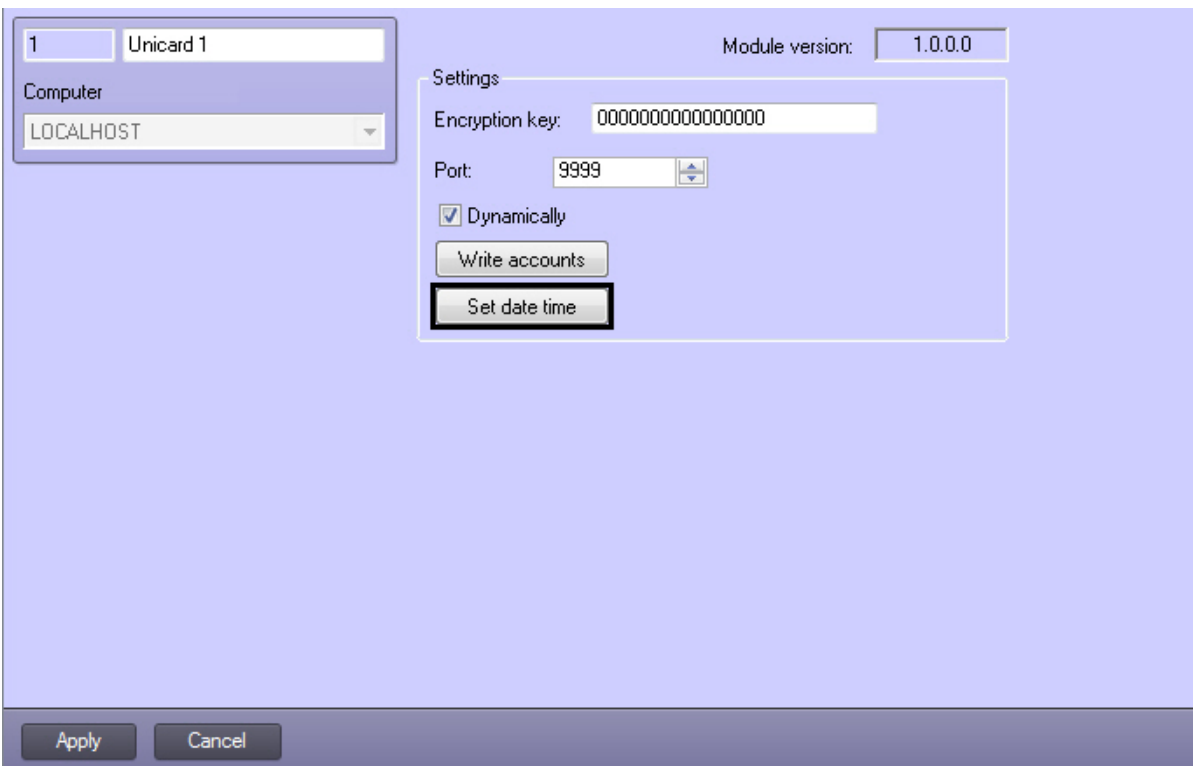 1 Unicard 1
Module version: 1.0.0.0
Computer
LOCALHOST
Settings
Encryption key: 0000000000000000
Port: 9999
Dynamically
Write accounts
Set date time
Apply Cancel